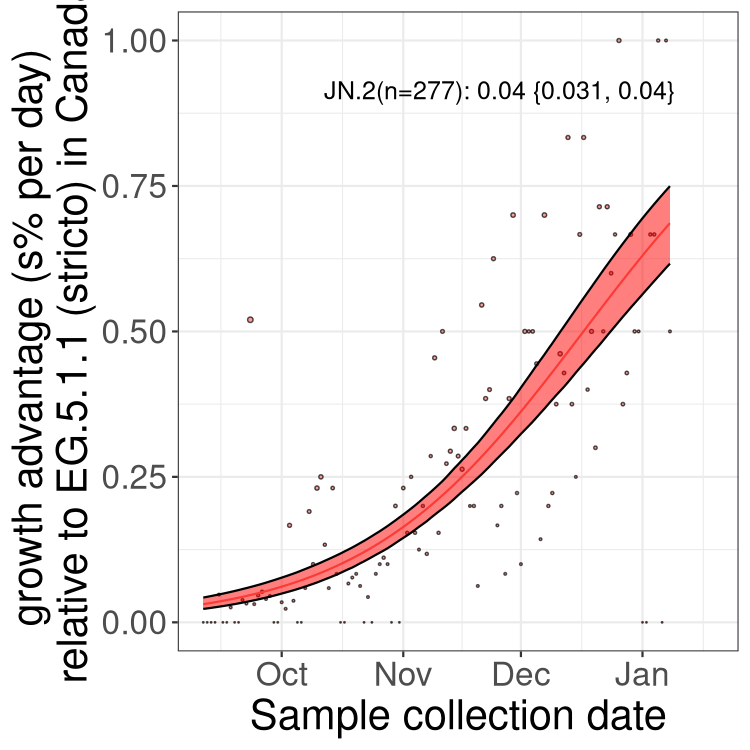 growth advantage (s% per day)
relative to EG.5.1.1 (stricto) in Canada
1.00
0.75
0.50
0.25
0.00
JN.2(n=277): 0.04 {0.031, 0.04}
Oct
Nov
Dec
Jan
Sample collection date